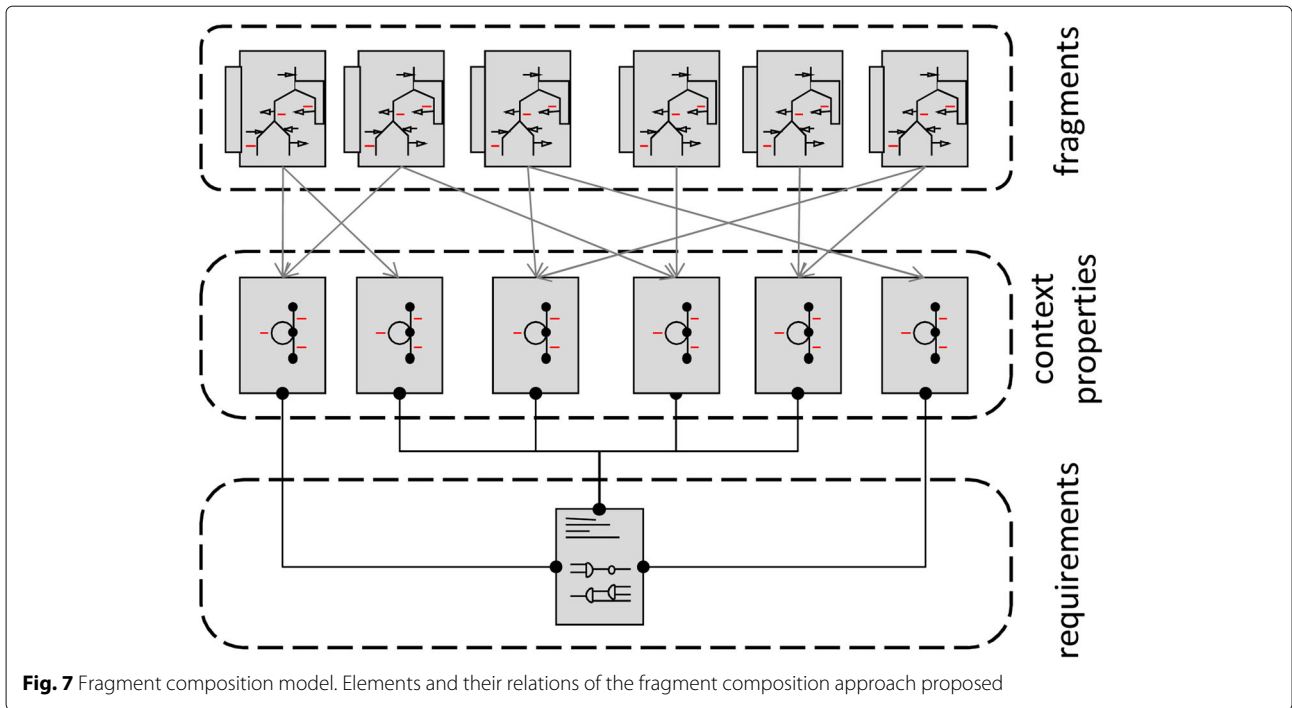 fragments
context
properties
requirements
Fig. 7 Fragment composition model. Elements and their relations of the fragment composition approach proposed